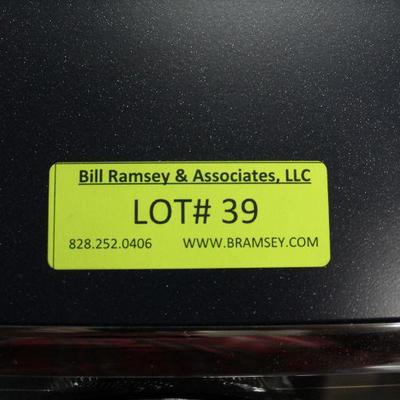 Bill Ramsey & Associates, LLC
LOT# 39
828.252.0406 WWW.BRAMSEY.COM